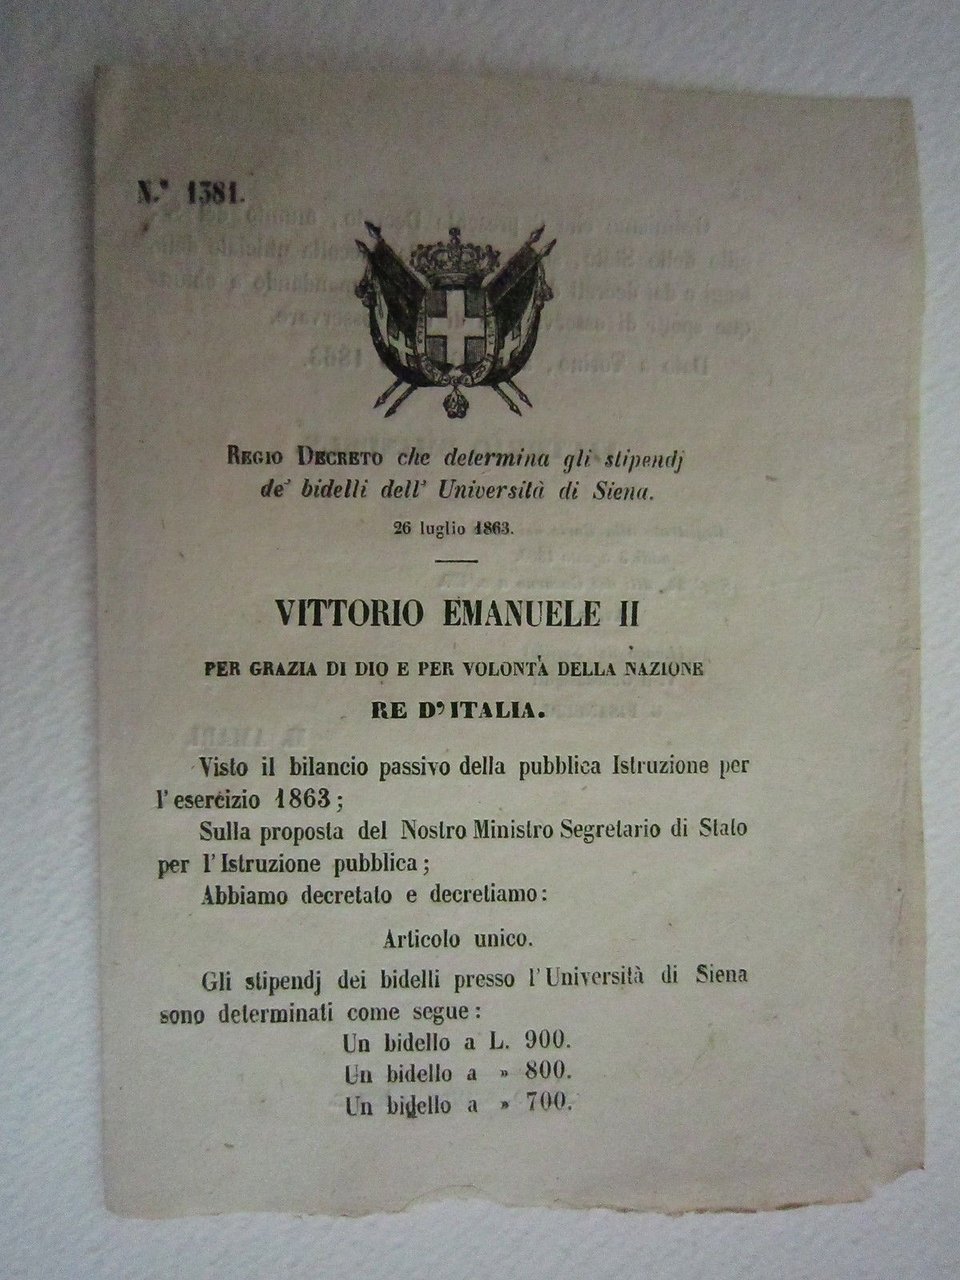 N.° 1381.
REGIO DECRETO che determina gli stipendj
de' bidelli dell' Università di Siena.
26 luglio 1863.
VITTORIO EMANUELE II
PER GRAZIA DI DIO E PER VOLONTÀ DELLA NAZIONE
RE D'ITALIA.
Visto il bilancio passivo della pubblica Istruzione per
l'esercizio 1863;
Sulla proposta del Nostro Ministro Segretario di Stato
per l'Istruzione pubblica;
Abbiamo decretato e decretiamo:
Articolo unico.
Gli stipendj dei bidelli presso l'Università di Siena
sono determinati come segue:
Un bidello a L. 900.
Un bidello a » 800.
Un bidello a » 700.